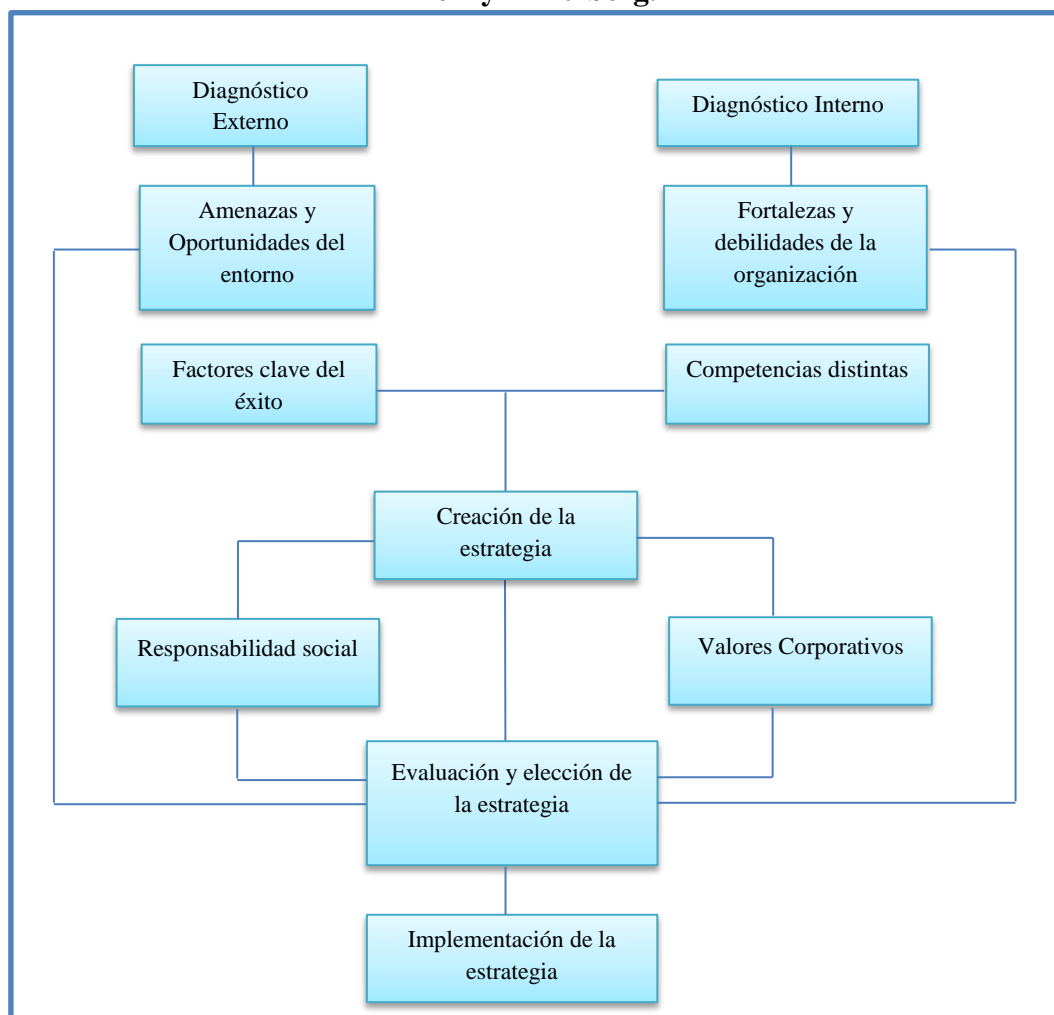 Diagnóstico
Externo
Diagnóstico Interno
Amenazas y
Oportunidades del
entorno
Fortalezas y
debilidades de la
organización
Factores clave del
éxito
Competencias distintas
Creación de la
estrategia
Responsabilidad social
Valores Corporativos
Evaluación y elección de
la estrategia
Implementación de la
estrategia